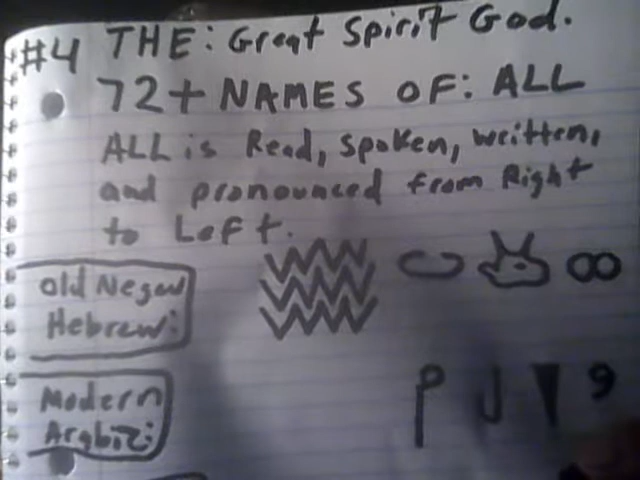 #4 THE: Great Spirit God.
72+ NAMES OF: ALL
ALL is Read, spoken, written,
and pronounced from Right
to Left.
Old Negev
Hebrew:
Modern
Arabic: